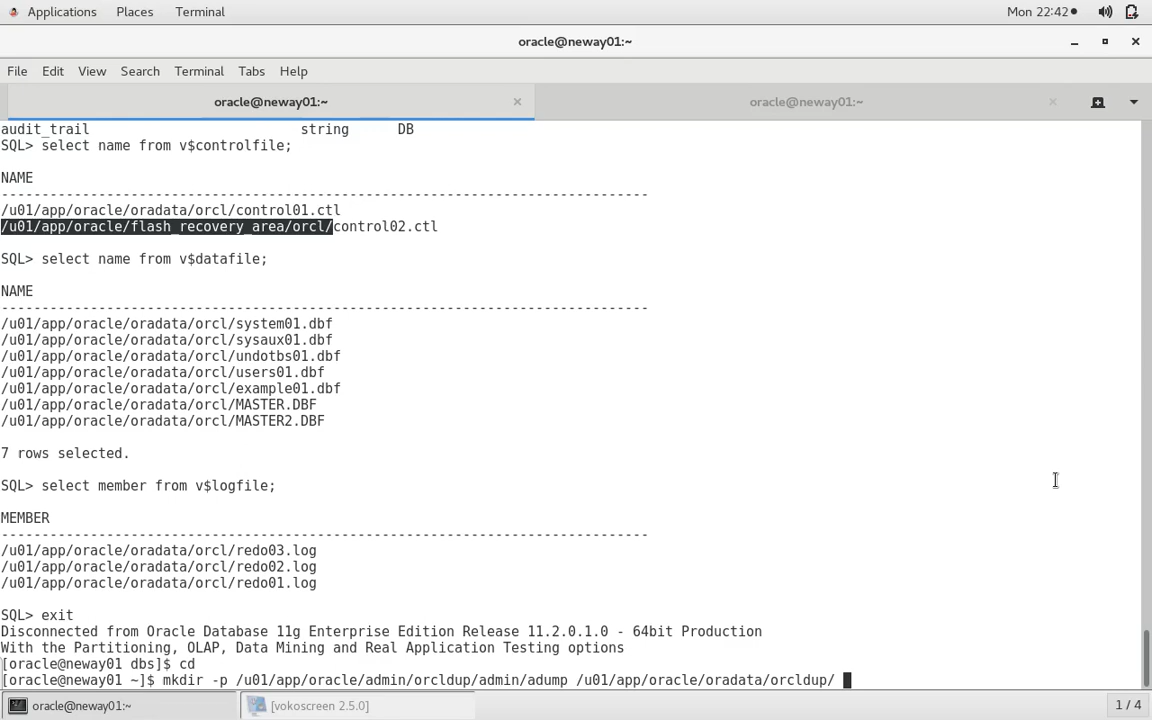 Applications Places Terminal Mon 22:42
oracle@neway01:~
File Edit View Search Terminal Tabs Help
oracle@neway01:~ oracle@neway01:~
audit_trail string DB
SQL> select name from v$controlfile;
NAME
--------------------------------------------------------------------------------
/u01/app/oracle/oradata/orcl/control01.ctl
/u01/app/oracle/flash_recovery_area/orcl/control02.ctl
SQL> select name from v$datafile;
NAME
--------------------------------------------------------------------------------
/u01/app/oracle/oradata/orcl/system01.dbf
/u01/app/oracle/oradata/orcl/sysaux01.dbf
/u01/app/oracle/oradata/orcl/undotbs01.dbf
/u01/app/oracle/oradata/orcl/users01.dbf
/u01/app/oracle/oradata/orcl/example01.dbf
/u01/app/oracle/oradata/orcl/MASTER.DBF
/u01/app/oracle/oradata/orcl/MASTER2.DBF
7 rows selected.
SQL> select member from v$logfile;
MEMBER
--------------------------------------------------------------------------------
/u01/app/oracle/oradata/orcl/redo03.log
/u01/app/oracle/oradata/orcl/redo02.log
/u01/app/oracle/oradata/orcl/redo01.log
SQL> exit
Disconnected from Oracle Database 11g Enterprise Edition Release 11.2.0.1.0 - 64bit Production
With the Partitioning, OLAP, Data Mining and Real Application Testing options
[oracle@neway01 dbs]$ cd
[oracle@neway01 ~]$ mkdir -p /u01/app/oracle/admin/orcldup/admin/adump /u01/app/oracle/oradata/orcldup/
oracle@neway01:~ [vokoscreen 2.5.0] 1 / 4